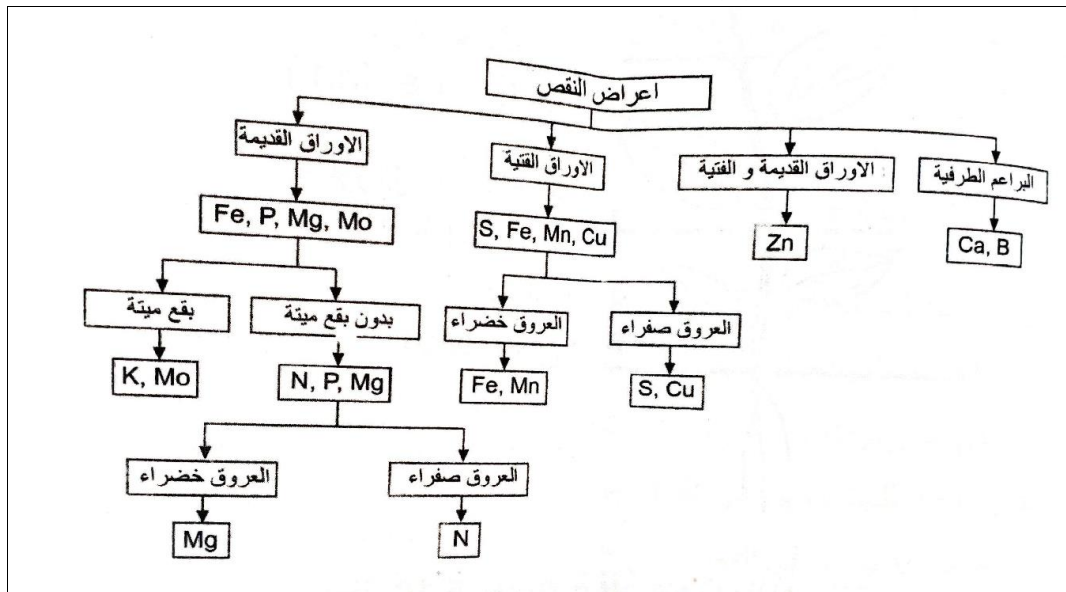 اعراض النقص
الاوراق القديمة
الاوراق الفتية
الاوراق القديمة و الفتية
البراعم الطرفية
Fe, P, Mg, Mo
S, Fe, Mn, Cu
Zn
Ca, B
بقع ميتة
بدون بقع ميتة
العروق خضراء
العروق صفراء
K, Mo
N, P, Mg
Fe, Mn
S, Cu
العروق خضراء
العروق صفراء
Mg
N